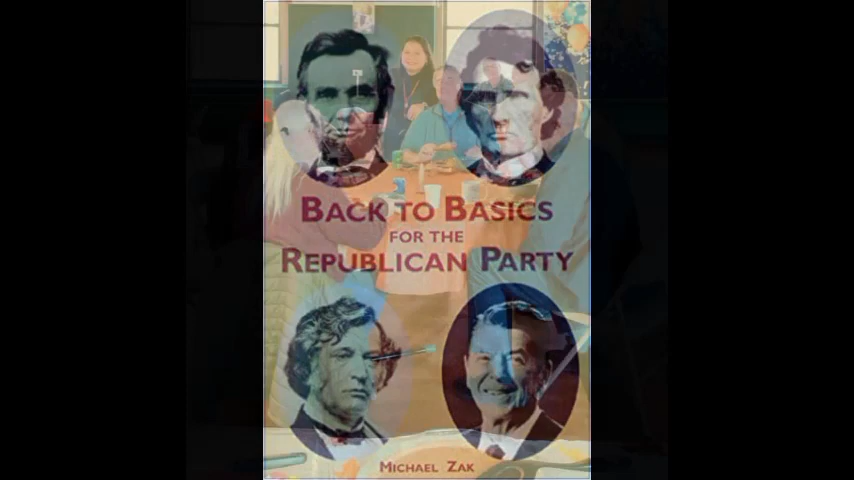 BACK TO BASICS
FOR THE
REPUBLICAN PARTY
MICHAEL ZAK